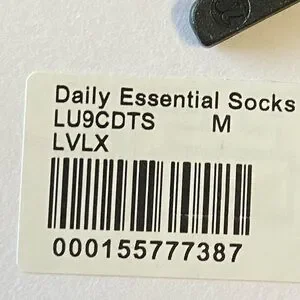 Daily Essential Socks
LU9CDTS M
LVLX
000155777387